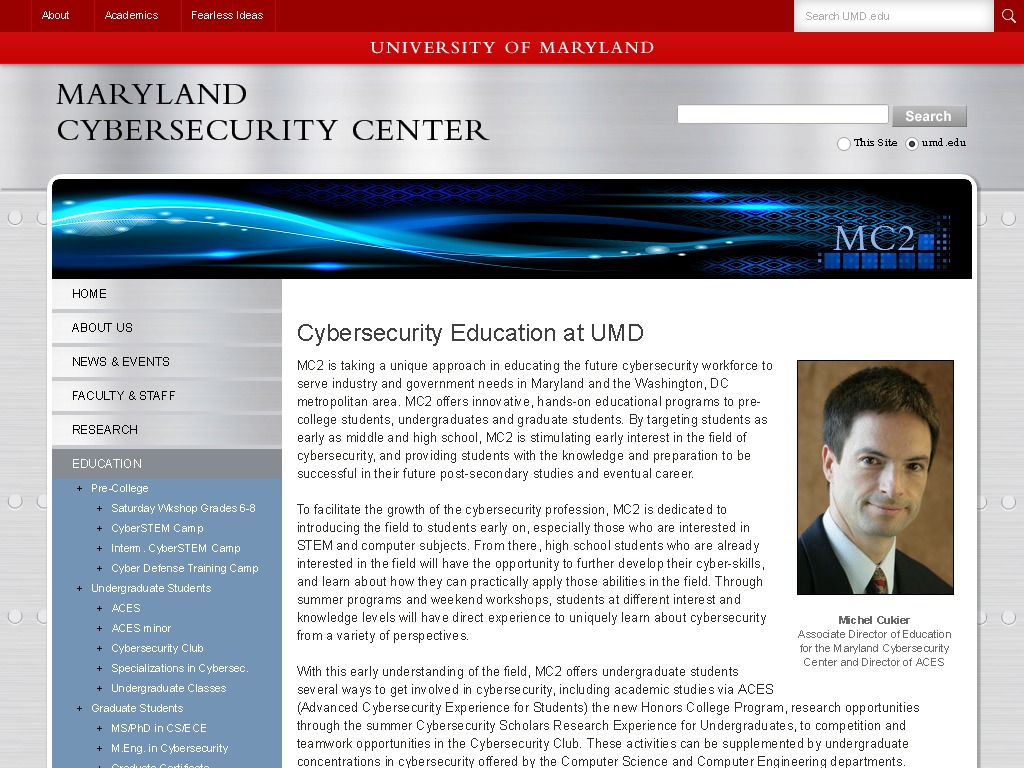 About
Academics
Fearless Ideas
Search UMD.edu
UNIVERSITY OF MARYLAND
MARYLAND
CYBERSECURITY CENTER
Search
This Site
umd.edu
MC2
HOME
ABOUT US
NEWS & EVENTS
FACULTY & STAFF
RESEARCH
EDUCATION
+ Pre-College
+ Saturday Wkshop Grades 6-8
+ CyberSTEM Camp
+ Interm. CyberSTEM Camp
+ Cyber Defense Training Camp
+ Undergraduate Students
+ ACES
+ ACES minor
+ Cybersecurity Club
+ Specializations in Cybersec.
+ Undergraduate Classes
+ Graduate Students
+ MS/PhD in CS/ECE
+ M.Eng. in Cybersecurity
+ Graduate Certificate
Cybersecurity Education at UMD
MC2 is taking a unique approach in educating the future cybersecurity workforce to
serve industry and government needs in Maryland and the Washington, DC
metropolitan area. MC2 offers innovative, hands-on educational programs to pre-
college students, undergraduates and graduate students. By targeting students as
early as middle and high school, MC2 is stimulating early interest in the field of
cybersecurity, and providing students with the knowledge and preparation to be
successful in their future post-secondary studies and eventual career.
To facilitate the growth of the cybersecurity profession, MC2 is dedicated to
introducing the field to students early on, especially those who are interested in
STEM and computer subjects. From there, high school students who are already
interested in the field will have the opportunity to further develop their cyber-skills,
and learn about how they can practically apply those abilities in the field. Through
summer programs and weekend workshops, students at different interest and
knowledge levels will have direct experience to uniquely learn about cybersecurity
from a variety of perspectives.
With this early understanding of the field, MC2 offers undergraduate students
several ways to get involved in cybersecurity, including academic studies via ACES
(Advanced Cybersecurity Experience for Students) the new Honors College Program, research opportunities
through the summer Cybersecurity Scholars Research Experience for Undergraduates, to competition and
teamwork opportunities in the Cybersecurity Club. These activities can be supplemented by undergraduate
concentrations in cybersecurity offered by the Computer Science and Computer Engineering departments.
Michel Cukier
Associate Director of Education
for the Maryland Cybersecurity
Center and Director of ACES